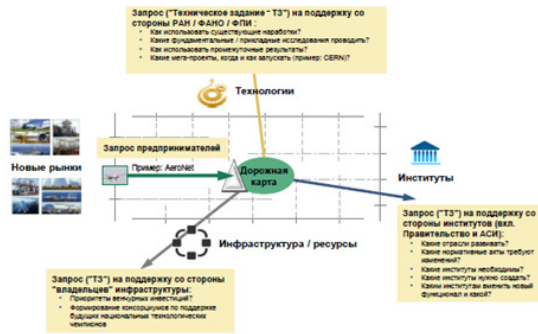 Запрос ("Техническое задание" ТЗ") на поддержку со
стороны РАН / ФАНО / ФПИ :
• Как использовать существующие наработки?
• Какие фундаментальные / прикладные исследования проводить?
• Как использовать промежуточные результаты?
• Какие мега-проекты, когда и как запускать (пример: CERN)?
Технологии
Запрос предпринимателей
Новые рынки
Пример: AeroNet
Дорожная
карта
Институты
Инфраструктура / ресурсы
Запрос ("ТЗ") на поддержку со
стороны институтов (вкл.
Правительство и АСИ):
• Какие отрасли развивать?
• Какие нормативные акты требуют
изменений?
• Какие институты необходимы?
• Какие институты нужно создать?
• Каким институтам вменить новый
функционал и какой?
Запрос ("ТЗ") на поддержку со стороны
"владельцев" инфраструктуры:
• Приоритеты венчурных инвестиций?
• Формирование консорциумов по поддержке
будущих национальных технологических
чемпионов